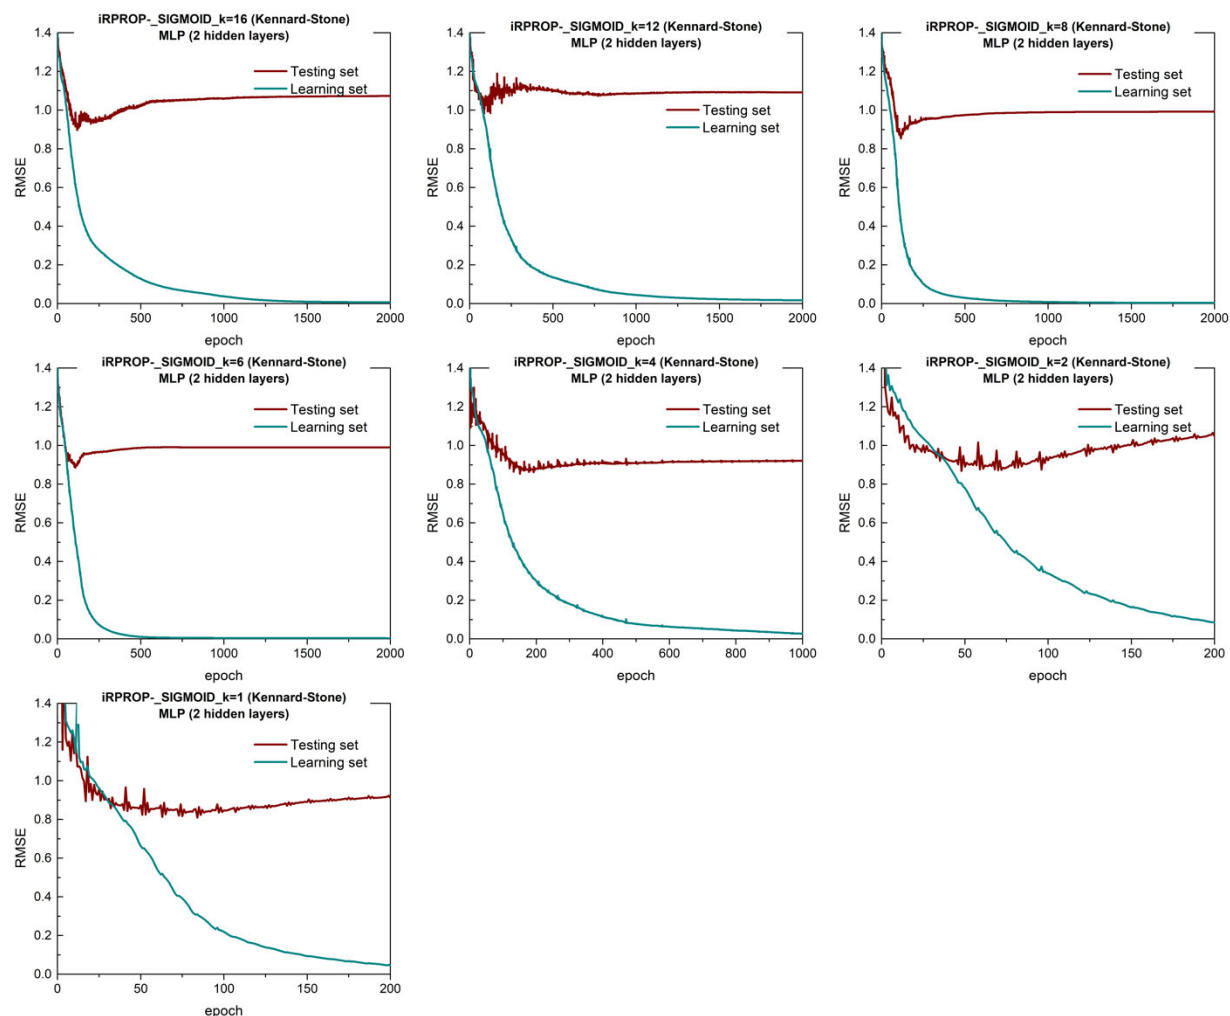 iRPROP-_SIGMOID_k=16 (Kennard-Stone)
MLP (2 hidden layers)
1.4
1.2
1.0
0.8
0.6
0.4
0.2
0.0
RMSE
Testing set
Learning set
0 500 1000 1500 2000
epoch
iRPROP-_SIGMOID_k=12 (Kennard-Stone)
MLP (2 hidden layers)
1.4
1.2
1.0
0.8
0.6
0.4
0.2
0.0
RMSE
Testing set
Learning set
0 500 1000 1500 2000
epoch
iRPROP-_SIGMOID_k=8 (Kennard-Stone)
MLP (2 hidden layers)
1.4
1.2
1.0
0.8
0.6
0.4
0.2
0.0
RMSE
Testing set
Learning set
0 500 1000 1500 2000
epoch
iRPROP-_SIGMOID_k=6 (Kennard-Stone)
MLP (2 hidden layers)
1.4
1.2
1.0
0.8
0.6
0.4
0.2
0.0
RMSE
Testing set
Learning set
0 500 1000 1500 2000
epoch
iRPROP-_SIGMOID_k=4 (Kennard-Stone)
MLP (2 hidden layers)
1.4
1.2
1.0
0.8
0.6
0.4
0.2
0.0
RMSE
Testing set
Learning set
0 200 400 600 800 1000
epoch
iRPROP-_SIGMOID_k=2 (Kennard-Stone)
MLP (2 hidden layers)
1.4
1.2
1.0
0.8
0.6
0.4
0.2
0.0
RMSE
Testing set
Learning set
0 50 100 150 200
epoch
iRPROP-_SIGMOID_k=1 (Kennard-Stone)
MLP (2 hidden layers)
1.4
1.2
1.0
0.8
0.6
0.4
0.2
0.0
RMSE
Testing set
Learning set
0 50 100 150 200
epoch